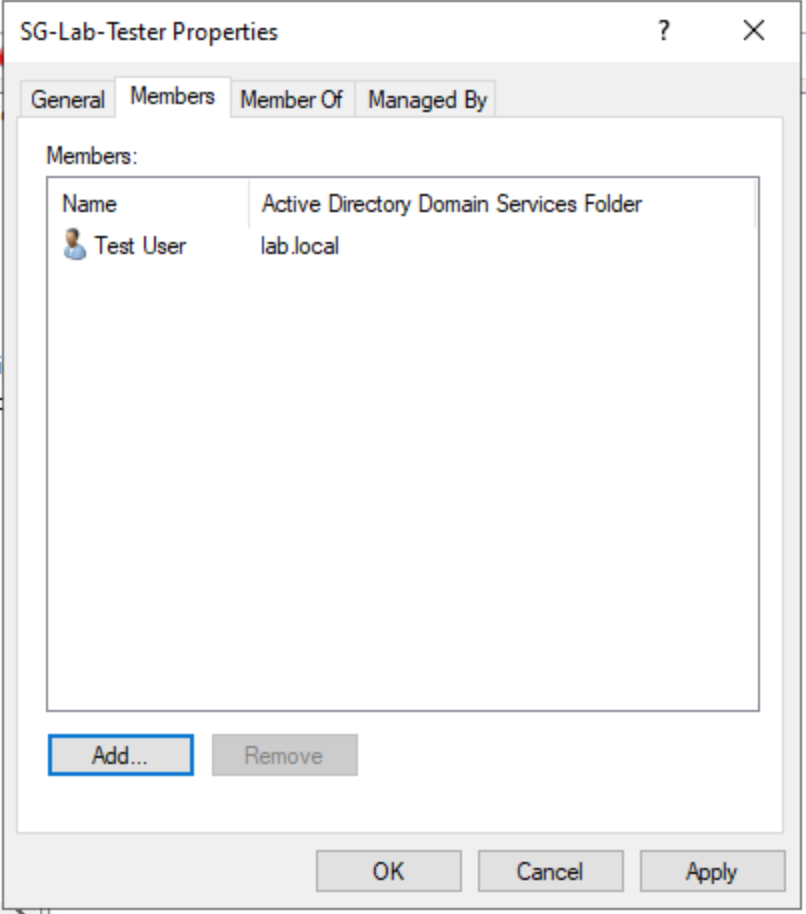 SG-Lab-Tester Properties ?
General Members Member Of Managed By
Members:
Name Active Directory Domain Services Folder
Test User lab.local
Add... Remove
OK Cancel Apply